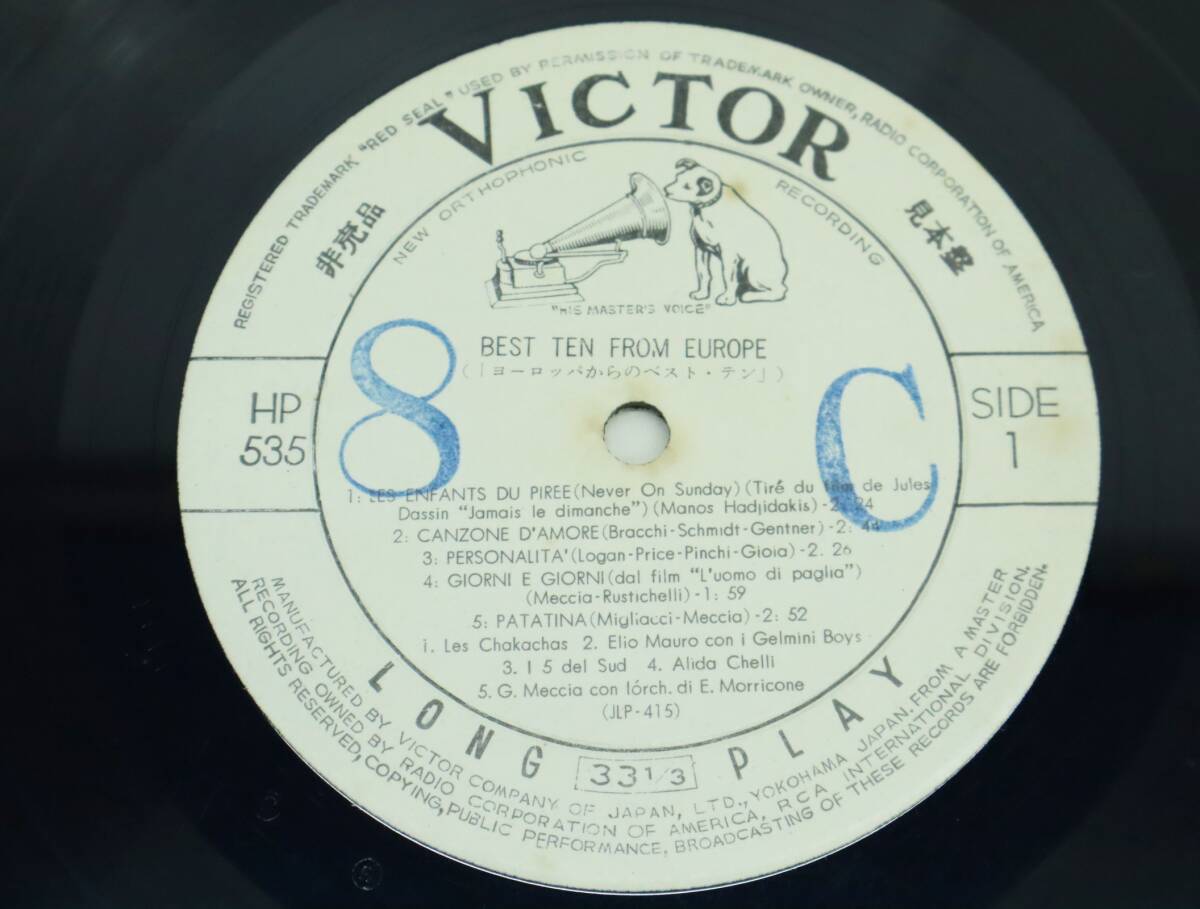 REGISTERED TRADEMARK "RED SEAL" USED BY PERMISSION OF TRADEMARK OWNER, RADIO CORPORATION OF AMERICA
VICTOR
NEW ORTHOPHONIC RECORDING
非売品
見本盤
"HIS MASTER'S VOICE"
BEST TEN FROM EUROPE
(「ヨーロッパからのベスト・テン」)
8
C
HP
535
SIDE
1
1: LES ENFANTS DU PIREE(Never On Sunday)(Tiré du film de Jules
Dassin "Jamais le dimanche")(Manos Hadjidakis)-2: 24
2: CANZONE D'AMORE(Bracchi-Schmidt-Gentner)-2: 44
3: PERSONALITA'(Logan-Price-Pinchi-Gioia)-2. 26
4: GIORNI E GIORNI(dal film "L'uomo di paglia")
(Meccia-Rustichelli)-1: 59
5: PATATINA(Migliacci-Meccia)-2: 52
1. Les Chakachas 2. Elio Mauro con i Gelmini Boys
3. I 5 del Sud 4. Alida Chelli
5. G. Meccia con lórch. di E. Morricone
(JLP-415)
LONG PLAY
33 1/3
MANUFACTURED BY VICTOR COMPANY OF JAPAN, LTD., YOKOHAMA JAPAN. FROM A MASTER
RECORDING OWNED BY RADIO CORPORATION OF AMERICA, RCA INTERNATIONAL DIVISION.
ALL RIGHTS RESERVED, COPYING, PUBLIC PERFORMANCE, BROADCASTING OF THESE RECORDS ARE FORBIDDEN.